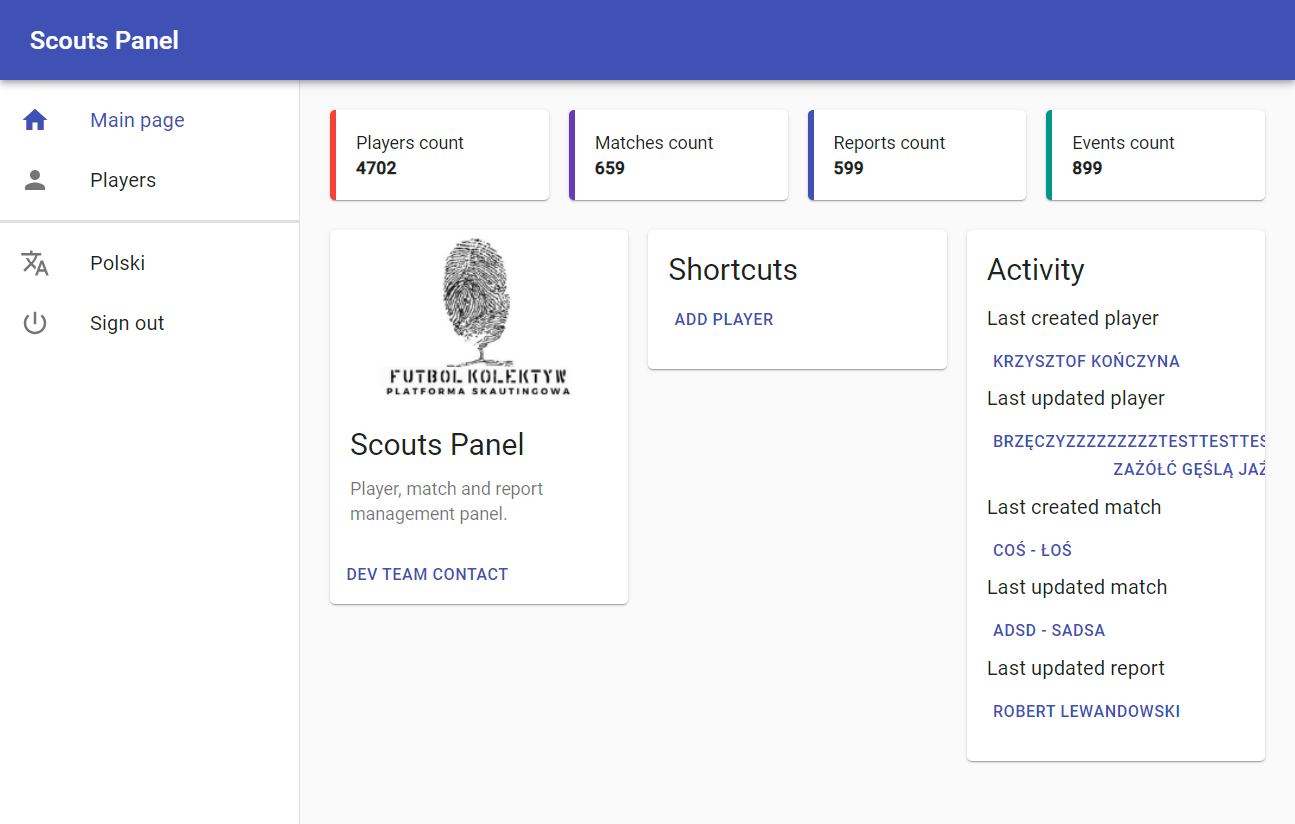 Scouts Panel
Main page
Players
Polski
Sign out
Players count
4702
Matches count
659
Reports count
599
Events count
899
FUTBOL KOLEKTYW
PLATFORMA SKAUTINGOWA
Scouts Panel
Player, match and report
management panel.
DEV TEAM CONTACT
Shortcuts
ADD PLAYER
Activity
Last created player
KRZYSZTOF KOŃCZYNA
Last updated player
BRZĘCZYZZZZZZZZZTESTTESTTES
ZAŻÓŁĆ GĘŚLĄ JAŹ
Last created match
COŚ - ŁOŚ
Last updated match
ADSD - SADSA
Last updated report
ROBERT LEWANDOWSKI